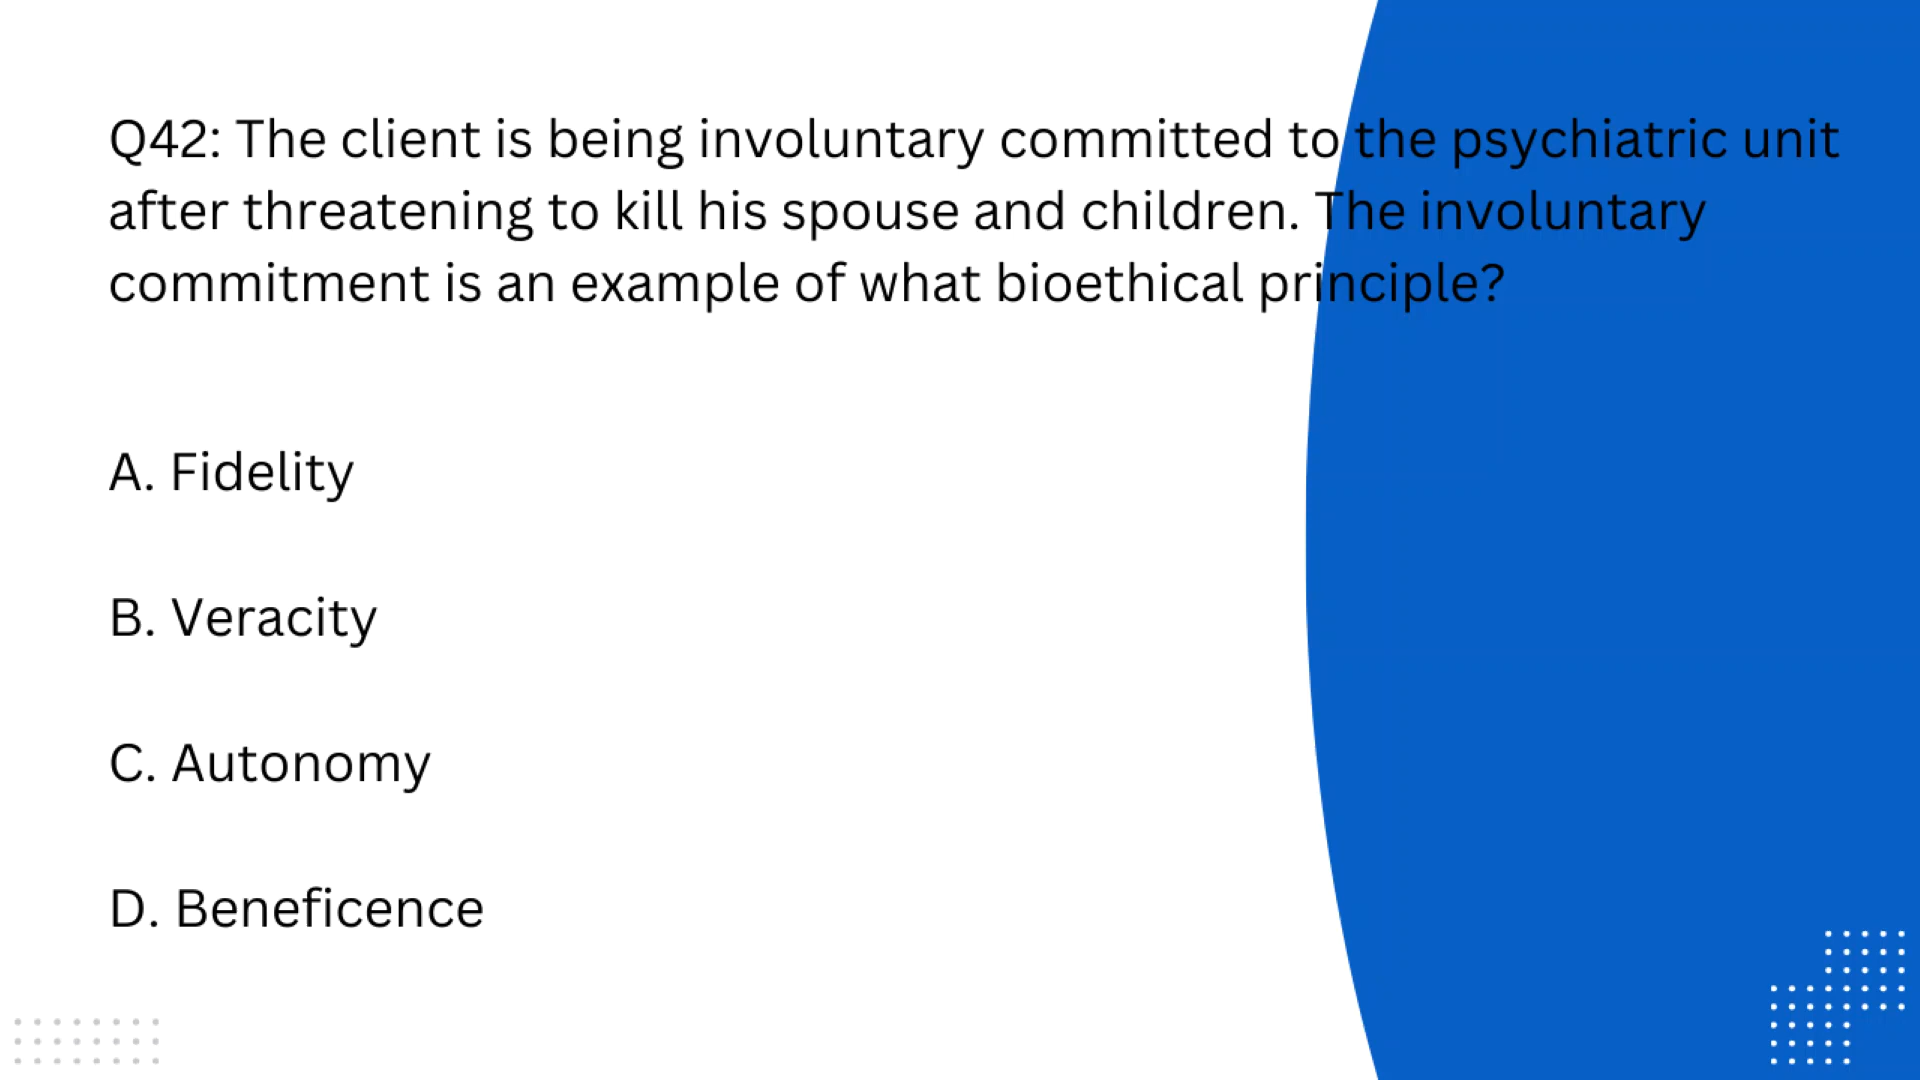 Q42: The client is being involuntary committed to the psychiatric unit
after threatening to kill his spouse and children. The involuntary
commitment is an example of what bioethical principle?
A. Fidelity
B. Veracity
C. Autonomy
D. Beneficence